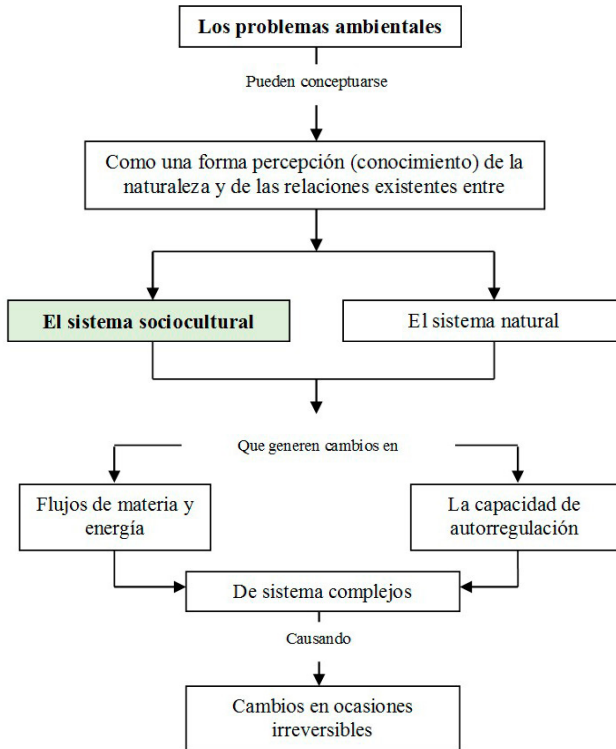 Los problemas ambientales
Pueden conceptuarse
Como una forma percepción (conocimiento) de la
naturaleza y de las relaciones existentes entre
El sistema sociocultural
El sistema natural
Que generen cambios en
Flujos de materia y
energía
La capacidad de
autorregulación
De sistema complejos
Causando
Cambios en ocasiones
irreversibles